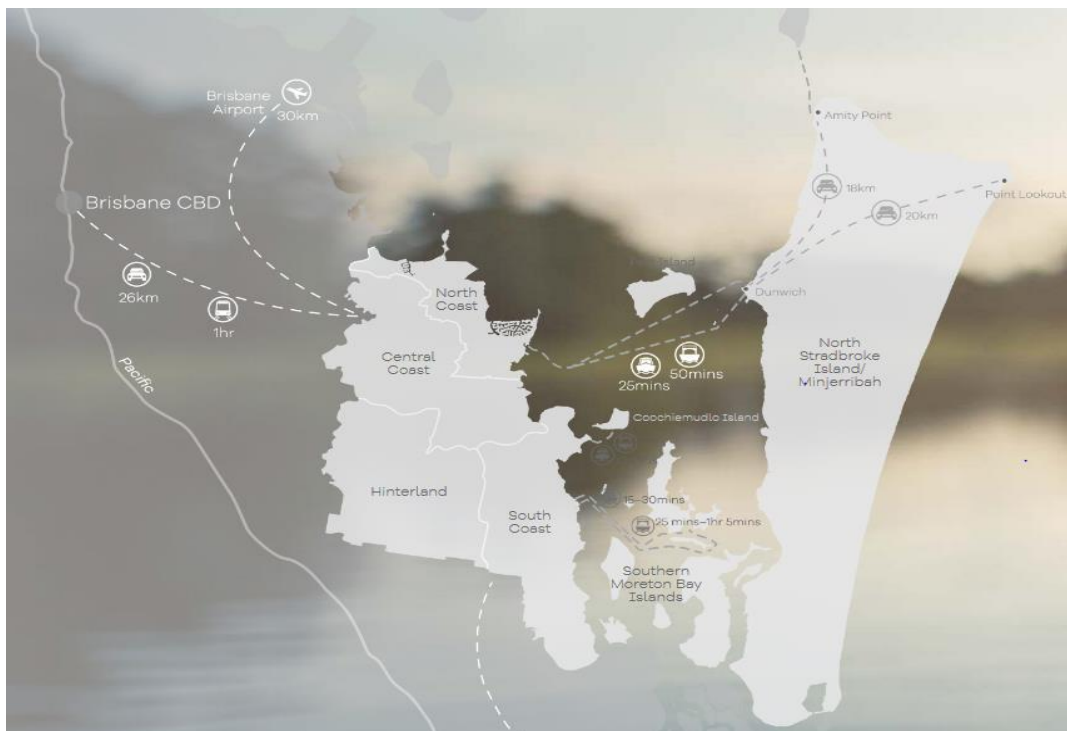 Brisbane
Airport
30km
Amity Point
18km
Point Lookout
Brisbane CBD
20km
26km
Island
Dunwich
North
Coast
1hr
Central
Coast
Pacific
25mins
50mins
North
Stradbroke
Island/
Minjerribah
Coochiemudlo Island
Hinterland
South
Coast
15–30mins
25 mins–1hr 5mins
Southern
Moreton Bay
Islands